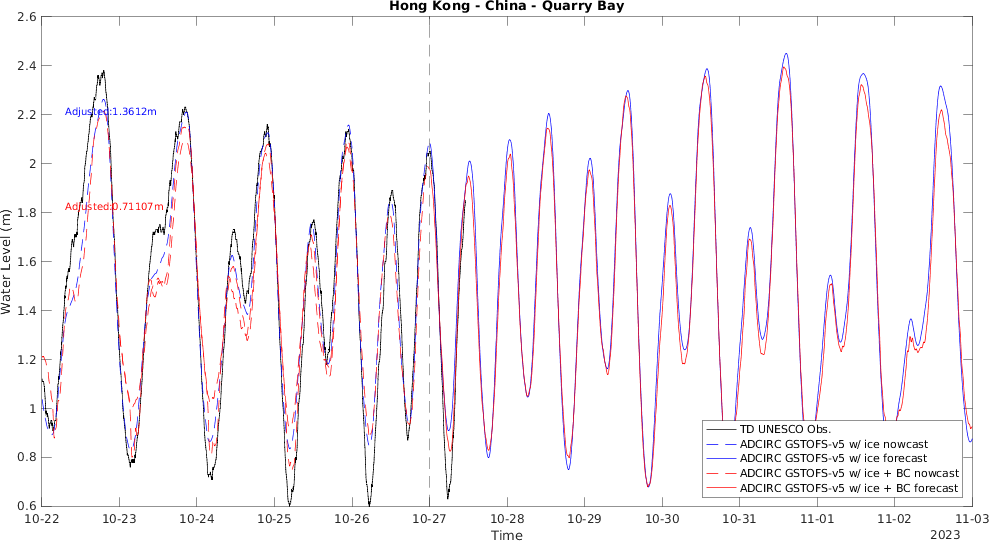 Hong Kong - China - Quarry Bay
2.6
2.4
2.2
2
1.8
1.6
1.4
1.2
1
0.8
0.6
Water Level (m)
Adjusted:1.3612m
Adjusted:0.71107m
TD UNESCO Obs.
ADCIRC GSTOFS-v5 w/ ice nowcast
ADCIRC GSTOFS-v5 w/ ice forecast
ADCIRC GSTOFS-v5 w/ ice + BC nowcast
ADCIRC GSTOFS-v5 w/ ice + BC forecast
10-22 10-23 10-24 10-25 10-26 10-27 10-28 10-29 10-30 10-31 11-01 11-02 11-03
Time
2023